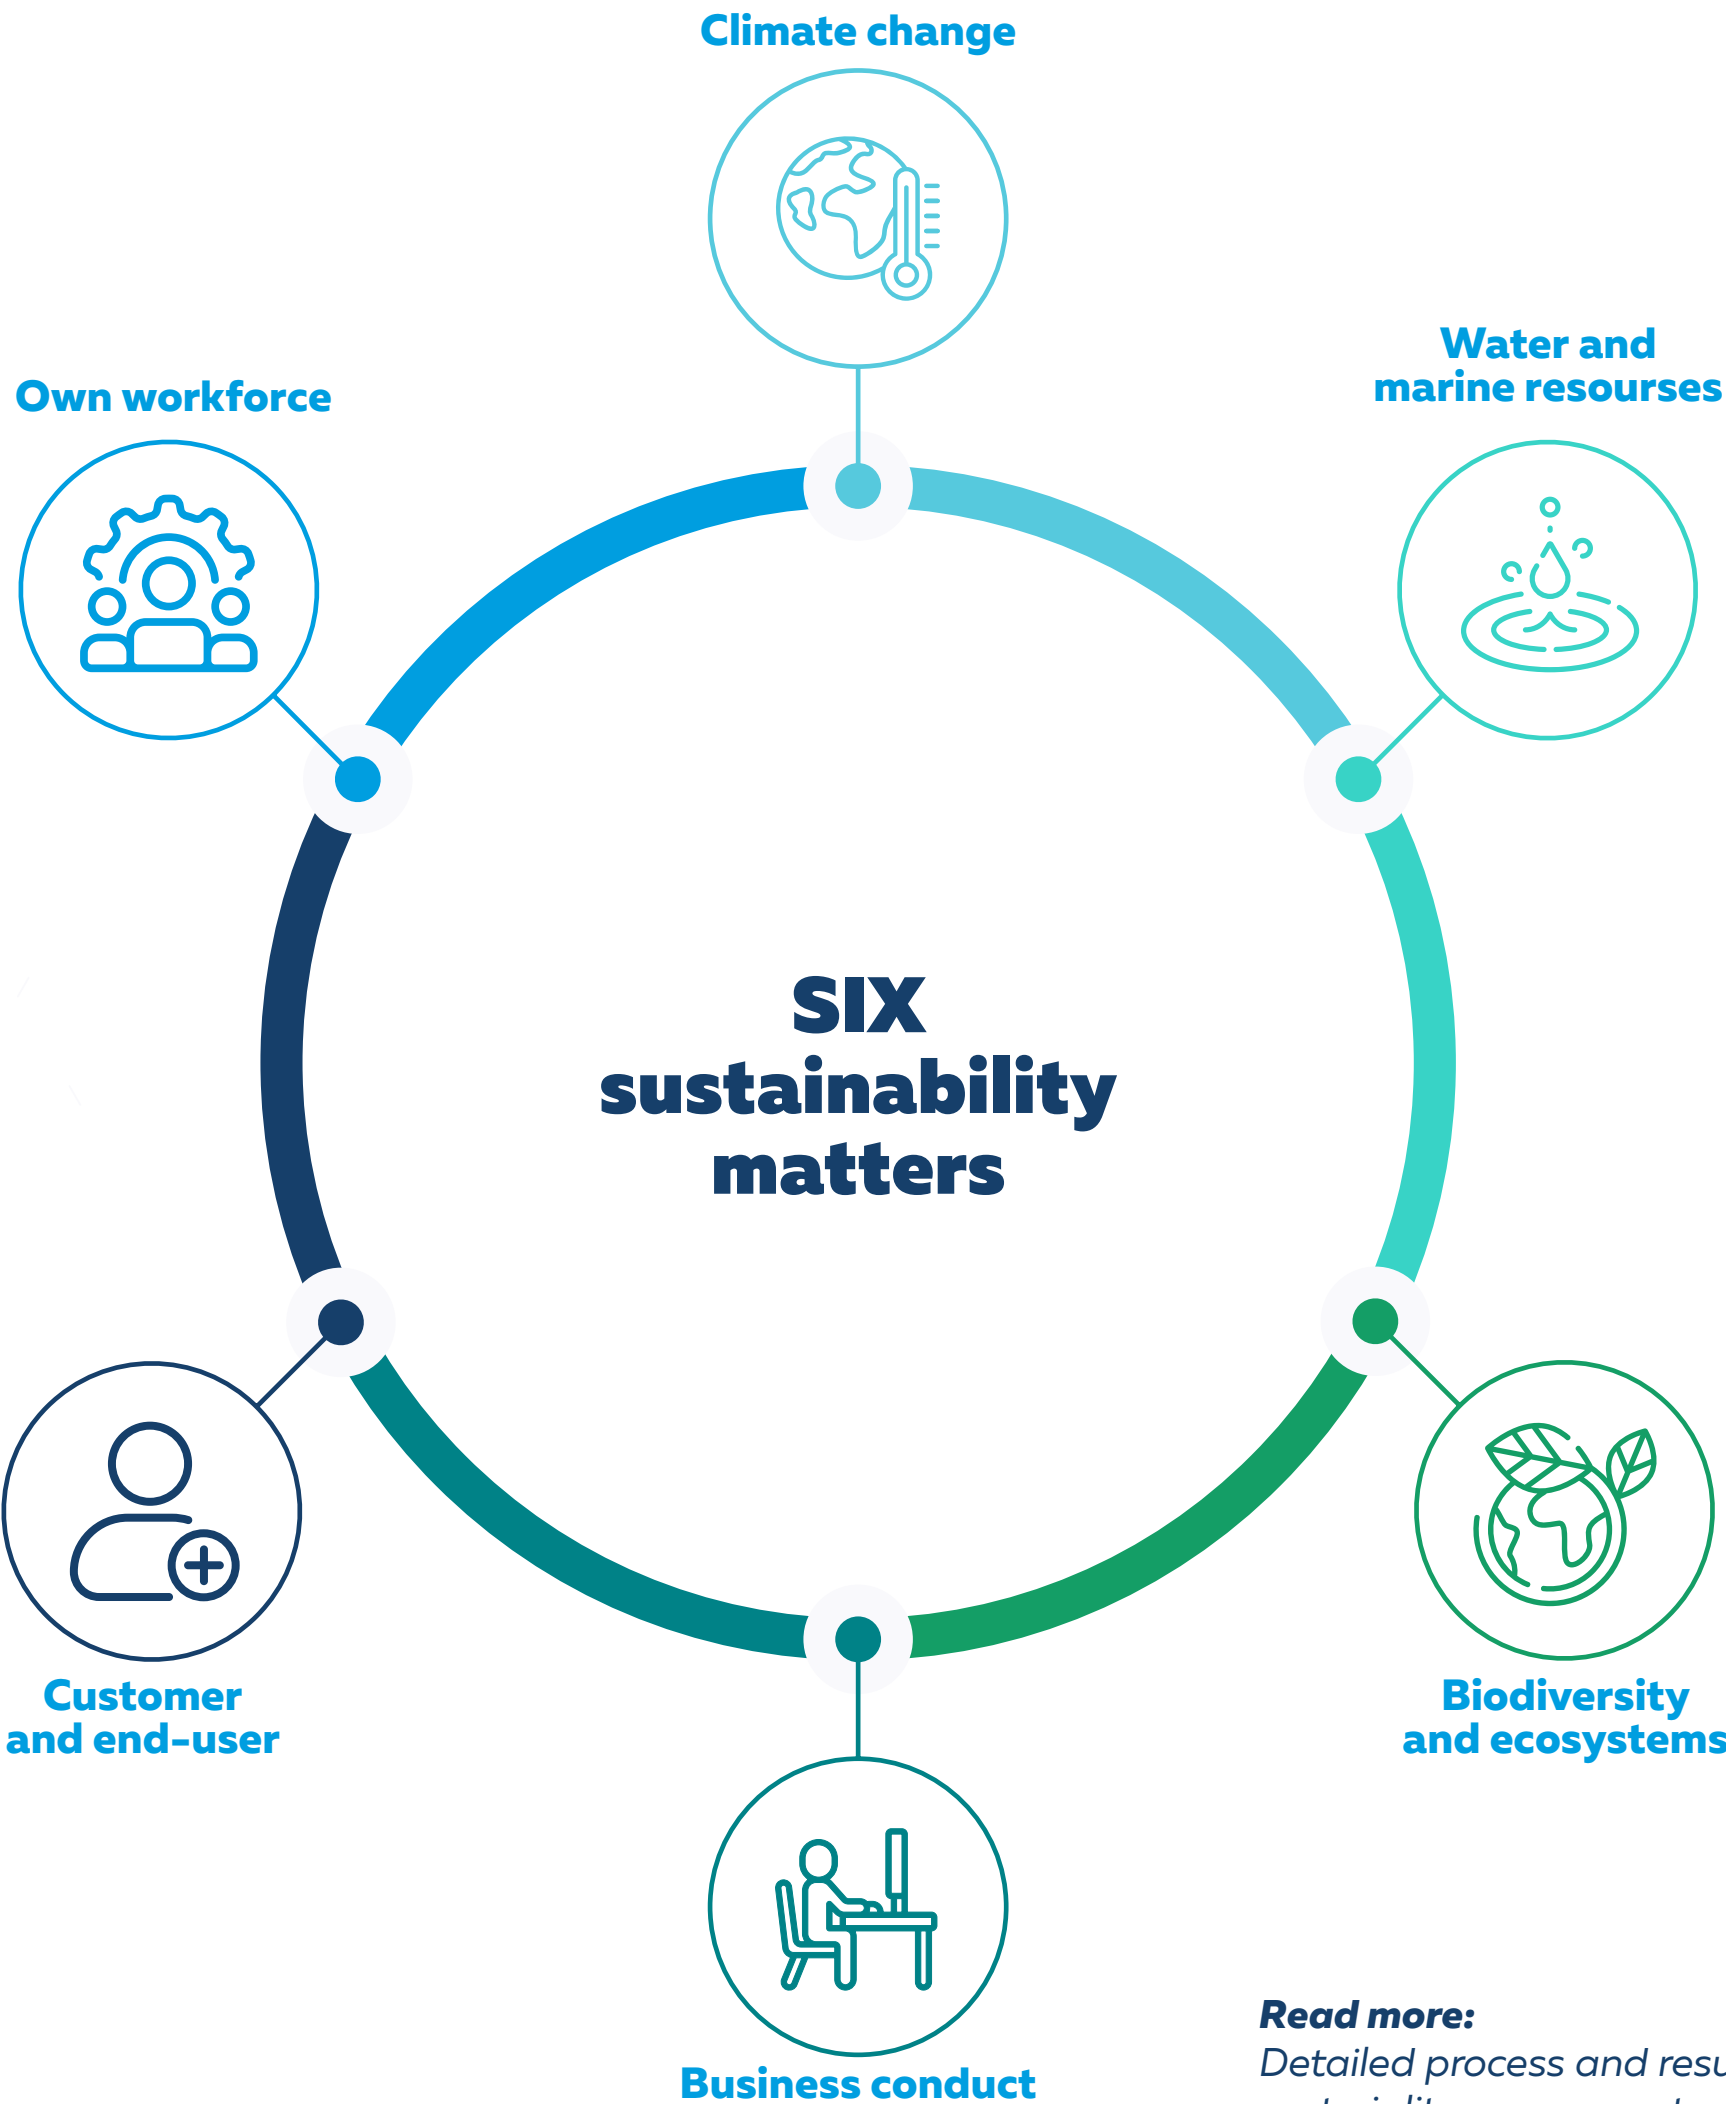 Climate change
Water and
marine resourses
Own workforce
SIX
sustainability
matters
Customer
and end-user
Biodiversity
and ecosystems
Business conduct
Read more:
Detailed process and